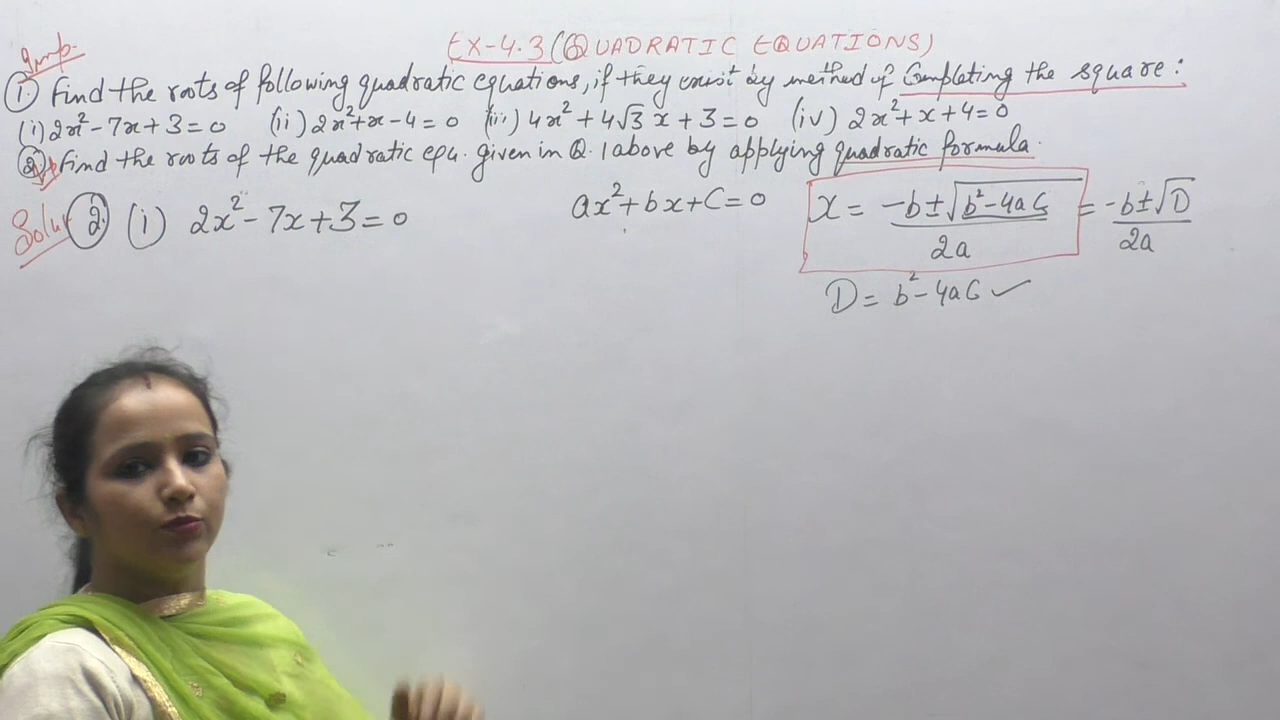 Imp.
EX-4.3 (QUADRATIC EQUATIONS)
1. Find the roots of following quadratic equations, if they exist by method of Completing the square:
(i) 2x² - 7x + 3 = 0 (ii) 2x² + x - 4 = 0 (iii) 4x² + 4√3 x + 3 = 0 (iv) 2x² + x + 4 = 0
2. Find the roots of the quadratic equ. given in Q.1 above by applying quadratic formula.
Solu 2. (i) 2x² - 7x + 3 = 0 ax² + bx + C = 0 x = (-b ± √(b² - 4aC))/2a = (-b ± √D)/2a
D = b² - 4aC ✓